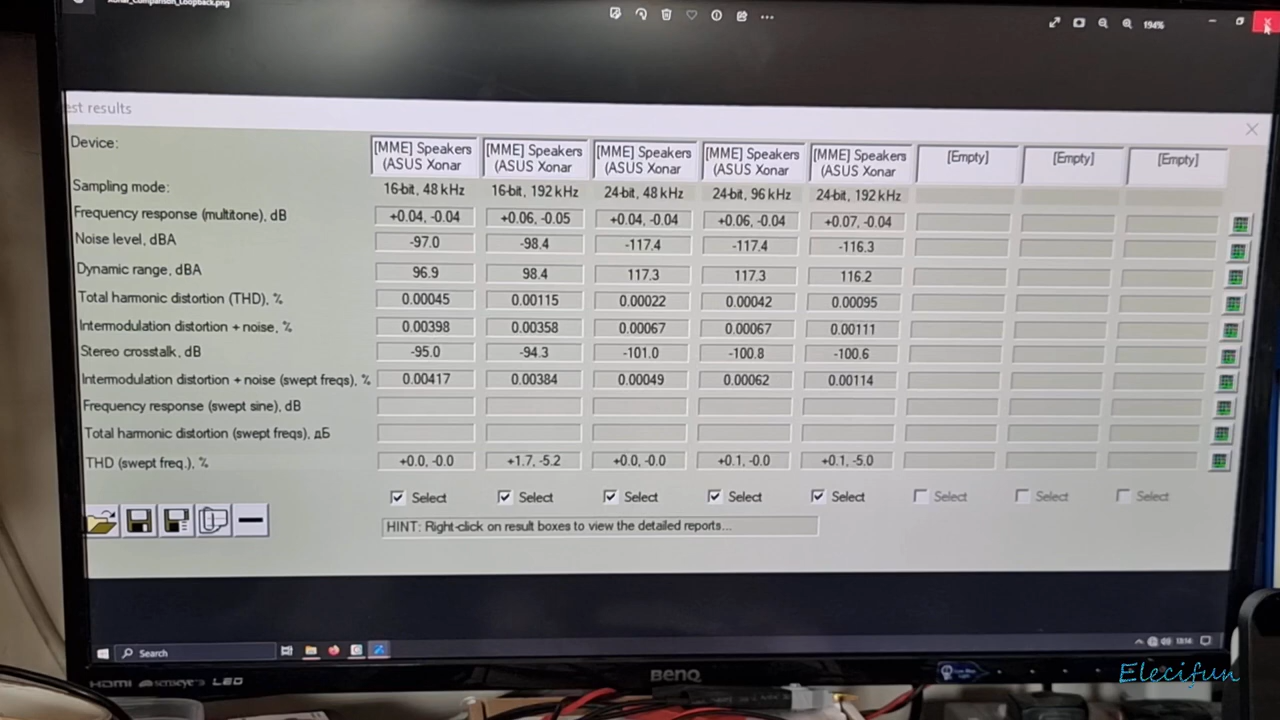 Xonar_Comparison_Loopback.png
194%
est results
Device:
[MME] Speakers (ASUS Xonar
[MME] Speakers (ASUS Xonar
[MME] Speakers (ASUS Xonar
[MME] Speakers (ASUS Xonar
[MME] Speakers (ASUS Xonar
[Empty]
[Empty]
[Empty]
Sampling mode: 16-bit, 48 kHz 16-bit, 192 kHz 24-bit, 48 kHz 24-bit, 96 kHz 24-bit, 192 kHz
Frequency response (multitone), dB +0.04, -0.04 +0.06, -0.05 +0.04, -0.04 +0.06, -0.04 +0.07, -0.04
Noise level, dBA -97.0 -98.4 -117.4 -117.4 -116.3
Dynamic range, dBA 96.9 98.4 117.3 117.3 116.2
Total harmonic distortion (THD), % 0.00045 0.00115 0.00022 0.00042 0.00095
Intermodulation distortion + noise, % 0.00398 0.00358 0.00067 0.00067 0.00111
Stereo crosstalk, dB -95.0 -94.3 -101.0 -100.8 -100.6
Intermodulation distortion + noise (swept freqs), % 0.00417 0.00384 0.00049 0.00062 0.00114
Frequency response (swept sine), dB
Total harmonic distortion (swept freqs), дБ
THD (swept freq.), % +0.0, -0.0 +1.7, -5.2 +0.0, -0.0 +0.1, -0.0 +0.1, -5.0
Select Select Select Select Select Select Select Select
HINT: Right-click on result boxes to view the detailed reports...
Search
13:14
HDMI senseye LED
BenQ
Elecifun